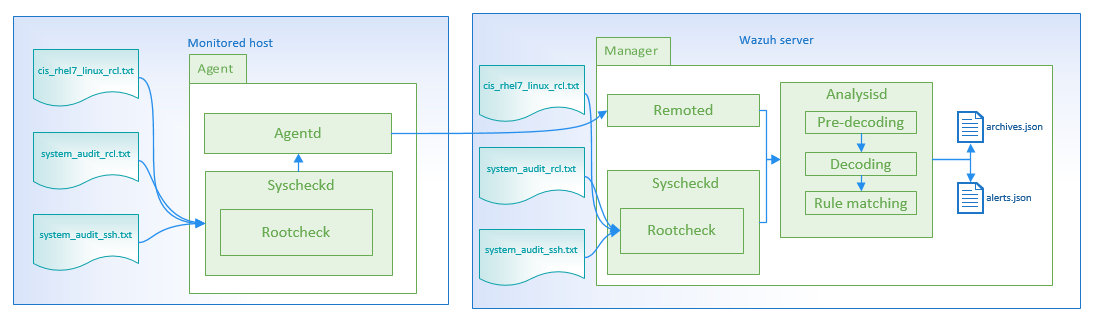 Monitored host
cis_rhel7_linux_rcl.txt
system_audit_rcl.txt
system_audit_ssh.txt
Agent
Agentd
Syscheckd
Rootcheck
Wazuh server
cis_rhel7_linux_rcl.txt
system_audit_rcl.txt
system_audit_ssh.txt
Manager
Remoted
Syscheckd
Rootcheck
Analysisd
Pre-decoding
Decoding
Rule matching
archives.json
alerts.json